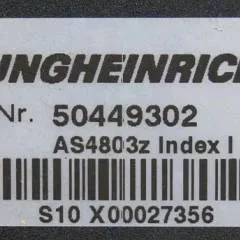 UNGHEINRICH
Nr. 50449302
AS4803z Index I
S10 X00027356